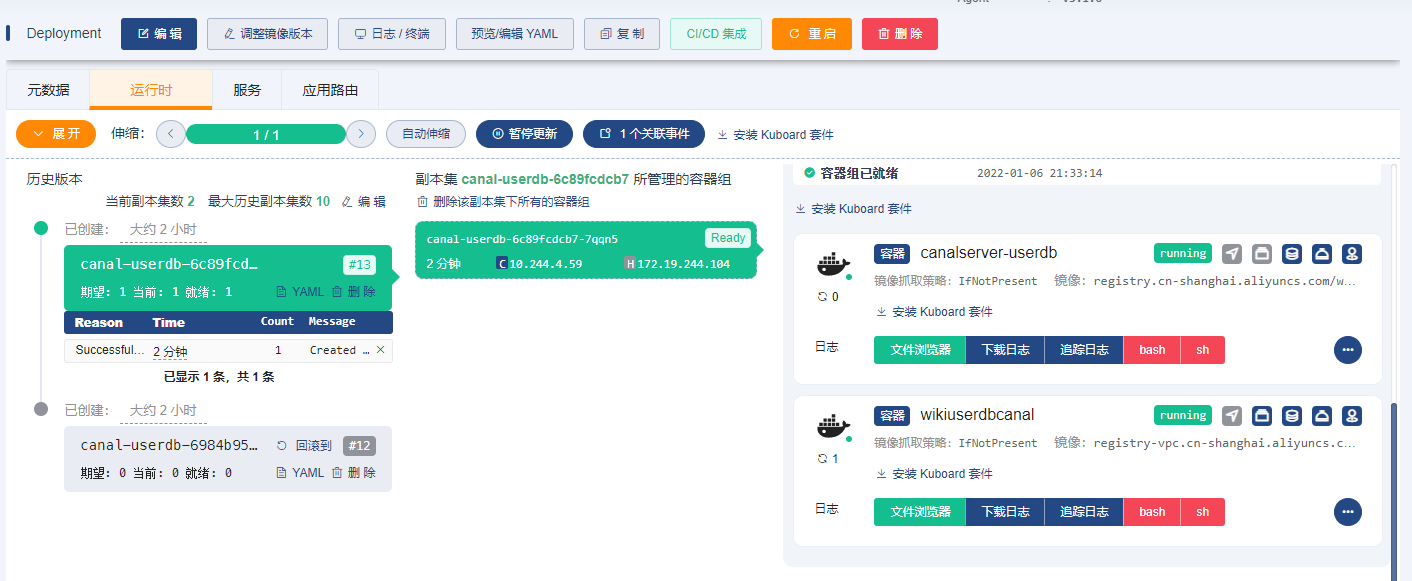 Deployment 编 辑 调整镜像版本 日志 / 终端 预览/编辑 YAML 复 制 CI/CD 集成 重 启 删 除
元数据 运行时 服务 应用路由
展 开 伸缩: 1 / 1 自动伸缩 暂停更新 1 个关联事件 安装 Kuboard 套件
历史版本
当前副本集数 2 最大历史副本集数 10 编 辑
已创建: 大约 2 小时
canal-userdb-6c89fcd… #13
期望: 1 当前: 1 就绪: 1 YAML 删 除
Reason Time Count Message
Successful… 2 分钟 1 Created …
已显示 1 条, 共 1 条
已创建: 大约 2 小时
canal-userdb-6984b95… 回滚到 #12
期望: 0 当前: 0 就绪: 0 YAML 删 除
副本集 canal-userdb-6c89fcdcb7 所管理的容器组
删除该副本集下所有的容器组
canal-userdb-6c89fcdcb7-7qqn5 Ready
2 分钟 C 10.244.4.59 H 172.19.244.104
容器组已就绪 2022-01-06 21:33:14
安装 Kuboard 套件
容器 canalserver-userdb running
镜像抓取策略: IfNotPresent 镜像: registry.cn-shanghai.aliyuncs.com/w…
0
安装 Kuboard 套件
日志 文件浏览器 下载日志 追踪日志 bash sh
容器 wikiuserdbcanal running
镜像抓取策略: IfNotPresent 镜像: registry-vpc.cn-shanghai.aliyuncs.c…
1
安装 Kuboard 套件
日志 文件浏览器 下载日志 追踪日志 bash sh